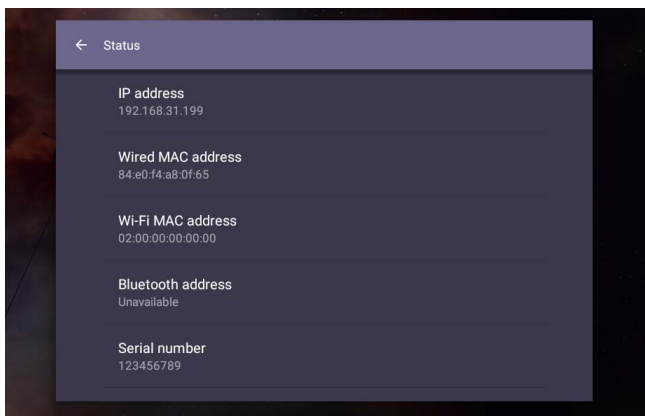 Status
IP address
192.168.31.199
Wired MAC address
84:e0:f4:a8:0f:65
Wi-Fi MAC address
02:00:00:00:00:00
Bluetooth address
Unavailable
Serial number
123456789